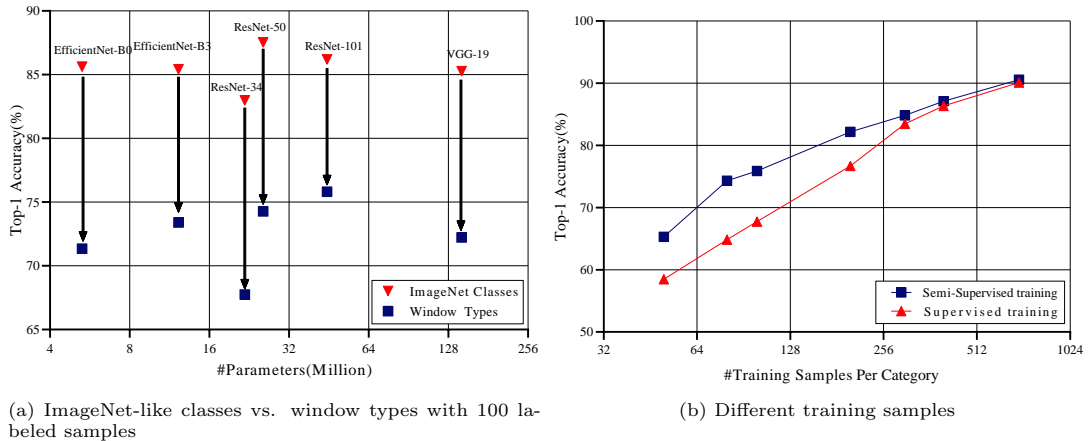 90
85
80
75
70
65
Top-1 Accuracy(%)
EfficientNet-B0
EfficientNet-B3
ResNet-50
ResNet-34
ResNet-101
VGG-19
ImageNet Classes
Window Types
4 8 16 32 64 128 256
#Parameters(Million)
(a) ImageNet-like classes vs. window types with 100 la-
beled samples
100
90
80
70
60
50
Top-1 Accuracy(%)
Semi-Supervised training
Supervised training
32 64 128 256 512 1024
#Training Samples Per Category
(b) Different training samples